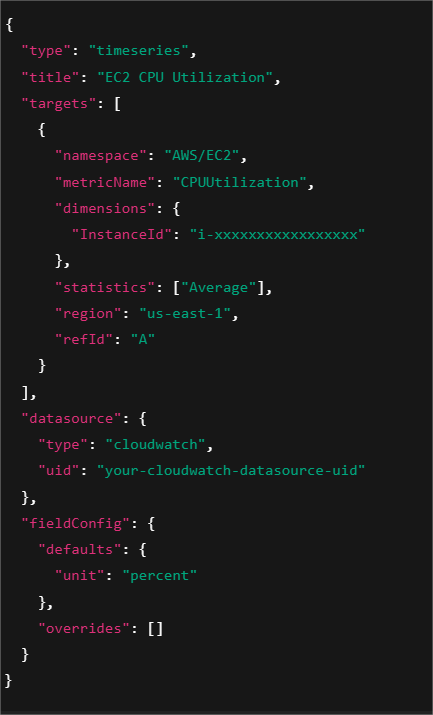 {
  "type": "timeseries",
  "title": "EC2 CPU Utilization",
  "targets": [
    {
      "namespace": "AWS/EC2",
      "metricName": "CPUUtilization",
      "dimensions": {
        "InstanceId": "i-xxxxxxxxxxxxxxxxx"
      },
      "statistics": ["Average"],
      "region": "us-east-1",
      "refId": "A"
    }
  ],
  "datasource": {
    "type": "cloudwatch",
    "uid": "your-cloudwatch-datasource-uid"
  },
  "fieldConfig": {
    "defaults": {
      "unit": "percent"
    },
    "overrides": []
  }
}